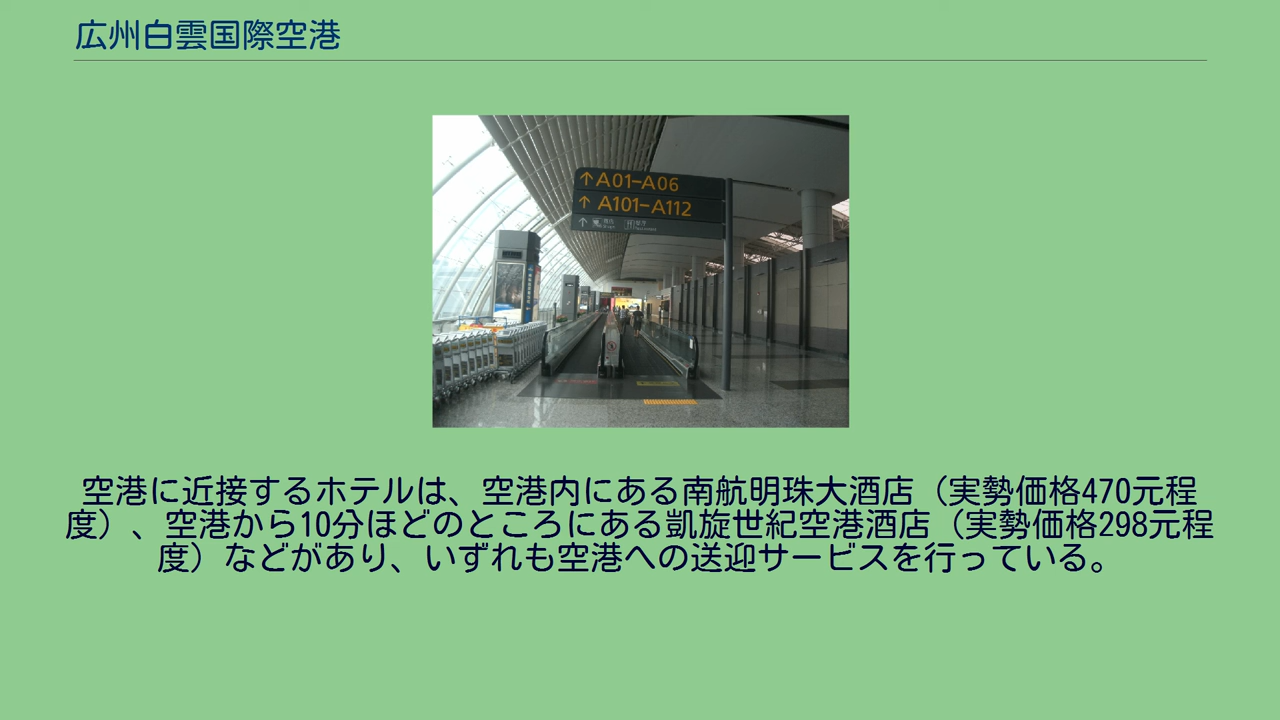 広州白雲国際空港
↑A01-A06
↑A101-A112
空港に近接するホテルは、空港内にある南航明珠大酒店（実勢価格470元程
度）、空港から10分ほどのところにある凱旋世紀空港酒店（実勢価格298元程
度）などがあり、いずれも空港への送迎サービスを行っている。